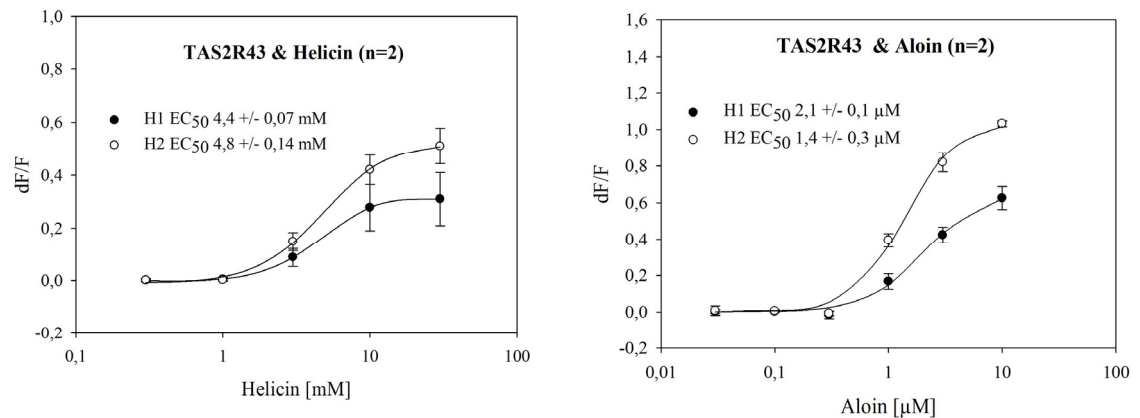 TAS2R43 & Helicin (n=2)
H1 EC50 4,4 +/- 0,07 mM
H2 EC50 4,8 +/- 0,14 mM
dF/F
1,0
0,8
0,6
0,4
0,2
0,0
-0,2
0,1
1
10
100
Helicin [mM]
TAS2R43 & Aloin (n=2)
H1 EC50 2,1 +/- 0,1 µM
H2 EC50 1,4 +/- 0,3 µM
dF/F
1,6
1,4
1,2
1,0
0,8
0,6
0,4
0,2
0,0
-0,2
0,01
0,1
1
10
100
Aloin [µM]